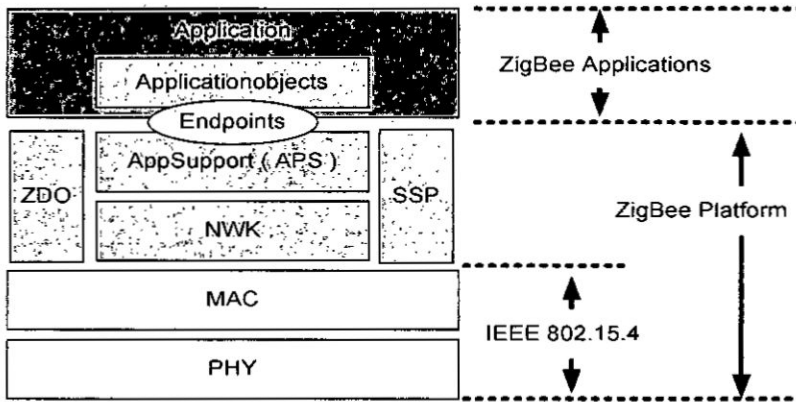 Application
Applicationobjects
Endpoints
AppSupport ( APS )
ZDO
SSP
NWK
MAC
PHY
ZigBee Applications
ZigBee Platform
IEEE 802.15.4